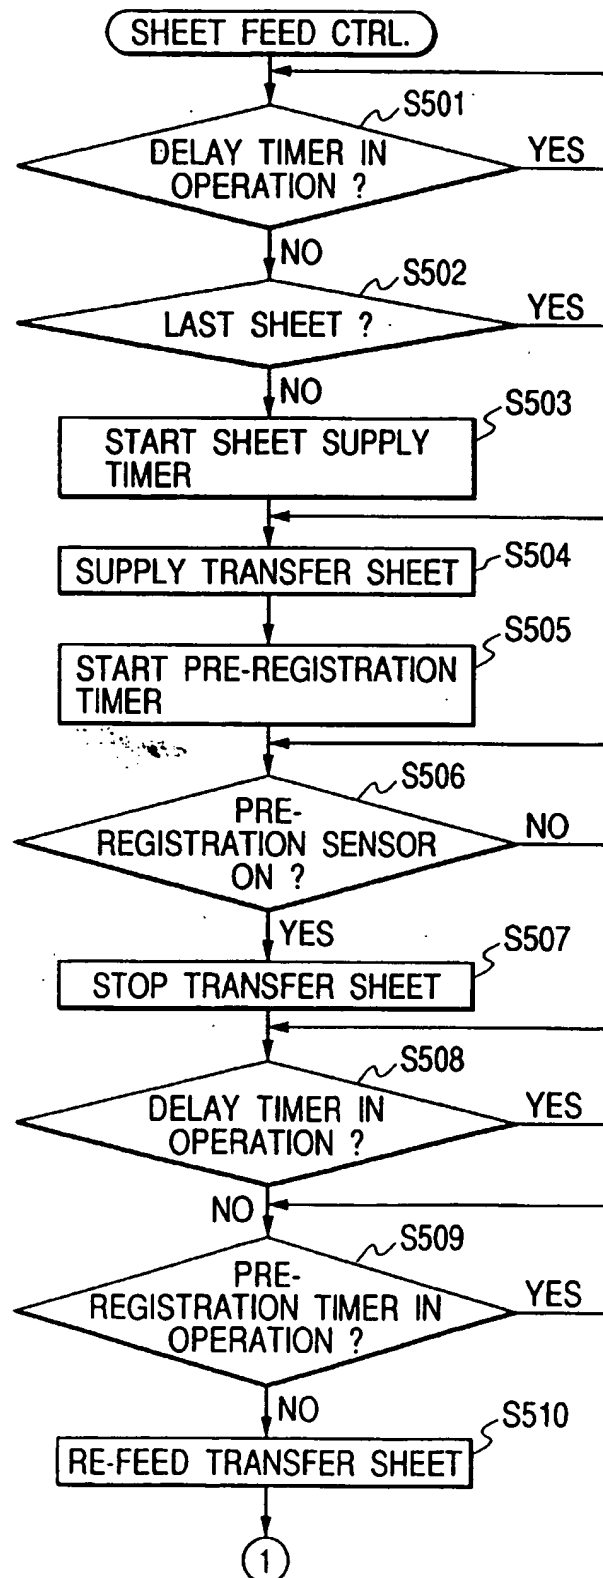 SHEET FEED CTRL.
S501
DELAY TIMER IN
OPERATION ?
YES
NO
S502
LAST SHEET ?
YES
NO
S503
START SHEET SUPPLY
TIMER
S504
SUPPLY TRANSFER SHEET
S505
START PRE-REGISTRATION
TIMER
S506
PRE-
REGISTRATION SENSOR
ON ?
NO
YES
S507
STOP TRANSFER SHEET
S508
DELAY TIMER IN
OPERATION ?
YES
NO
S509
PRE-
REGISTRATION TIMER IN
OPERATION ?
YES
NO
S510
RE-FEED TRANSFER SHEET
1